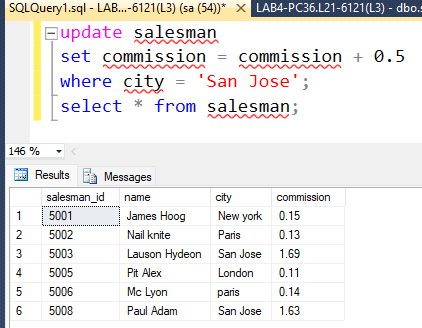 SQLQuery1.sql - LAB...-6121(L3) (sa (54))* LAB4-PC36.L21-6121(L3) - dbo.s
update salesman
set commission = commission + 0.5
where city = 'San Jose';
select * from salesman;
146 %
Results Messages
salesman_id name city commission
1 5001 James Hoog New york 0.15
2 5002 Nail knite Paris 0.13
3 5003 Lauson Hydeon San Jose 1.69
4 5005 Pit Alex London 0.11
5 5006 Mc Lyon paris 0.14
6 5008 Paul Adam San Jose 1.63